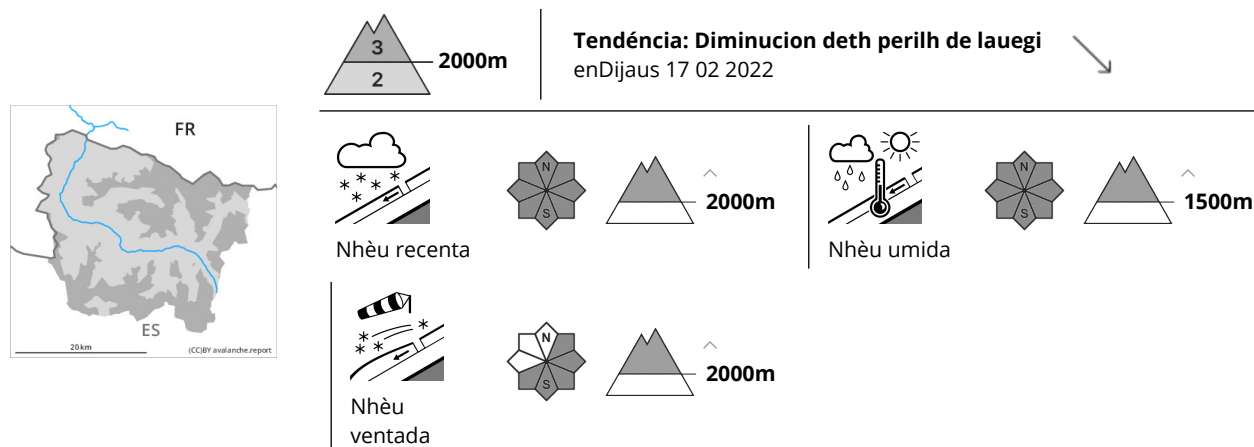 3
2
2000m
Tendéncia: Diminucion deth perilh de lauegi
enDijaus 17 02 2022
FR
ES
20 km
(CC)BY avalanche.report
N
S
2000m
Nhèu recenta
N
S
1500m
Nhèu umida
N
S
2000m
Nhèu
ventada